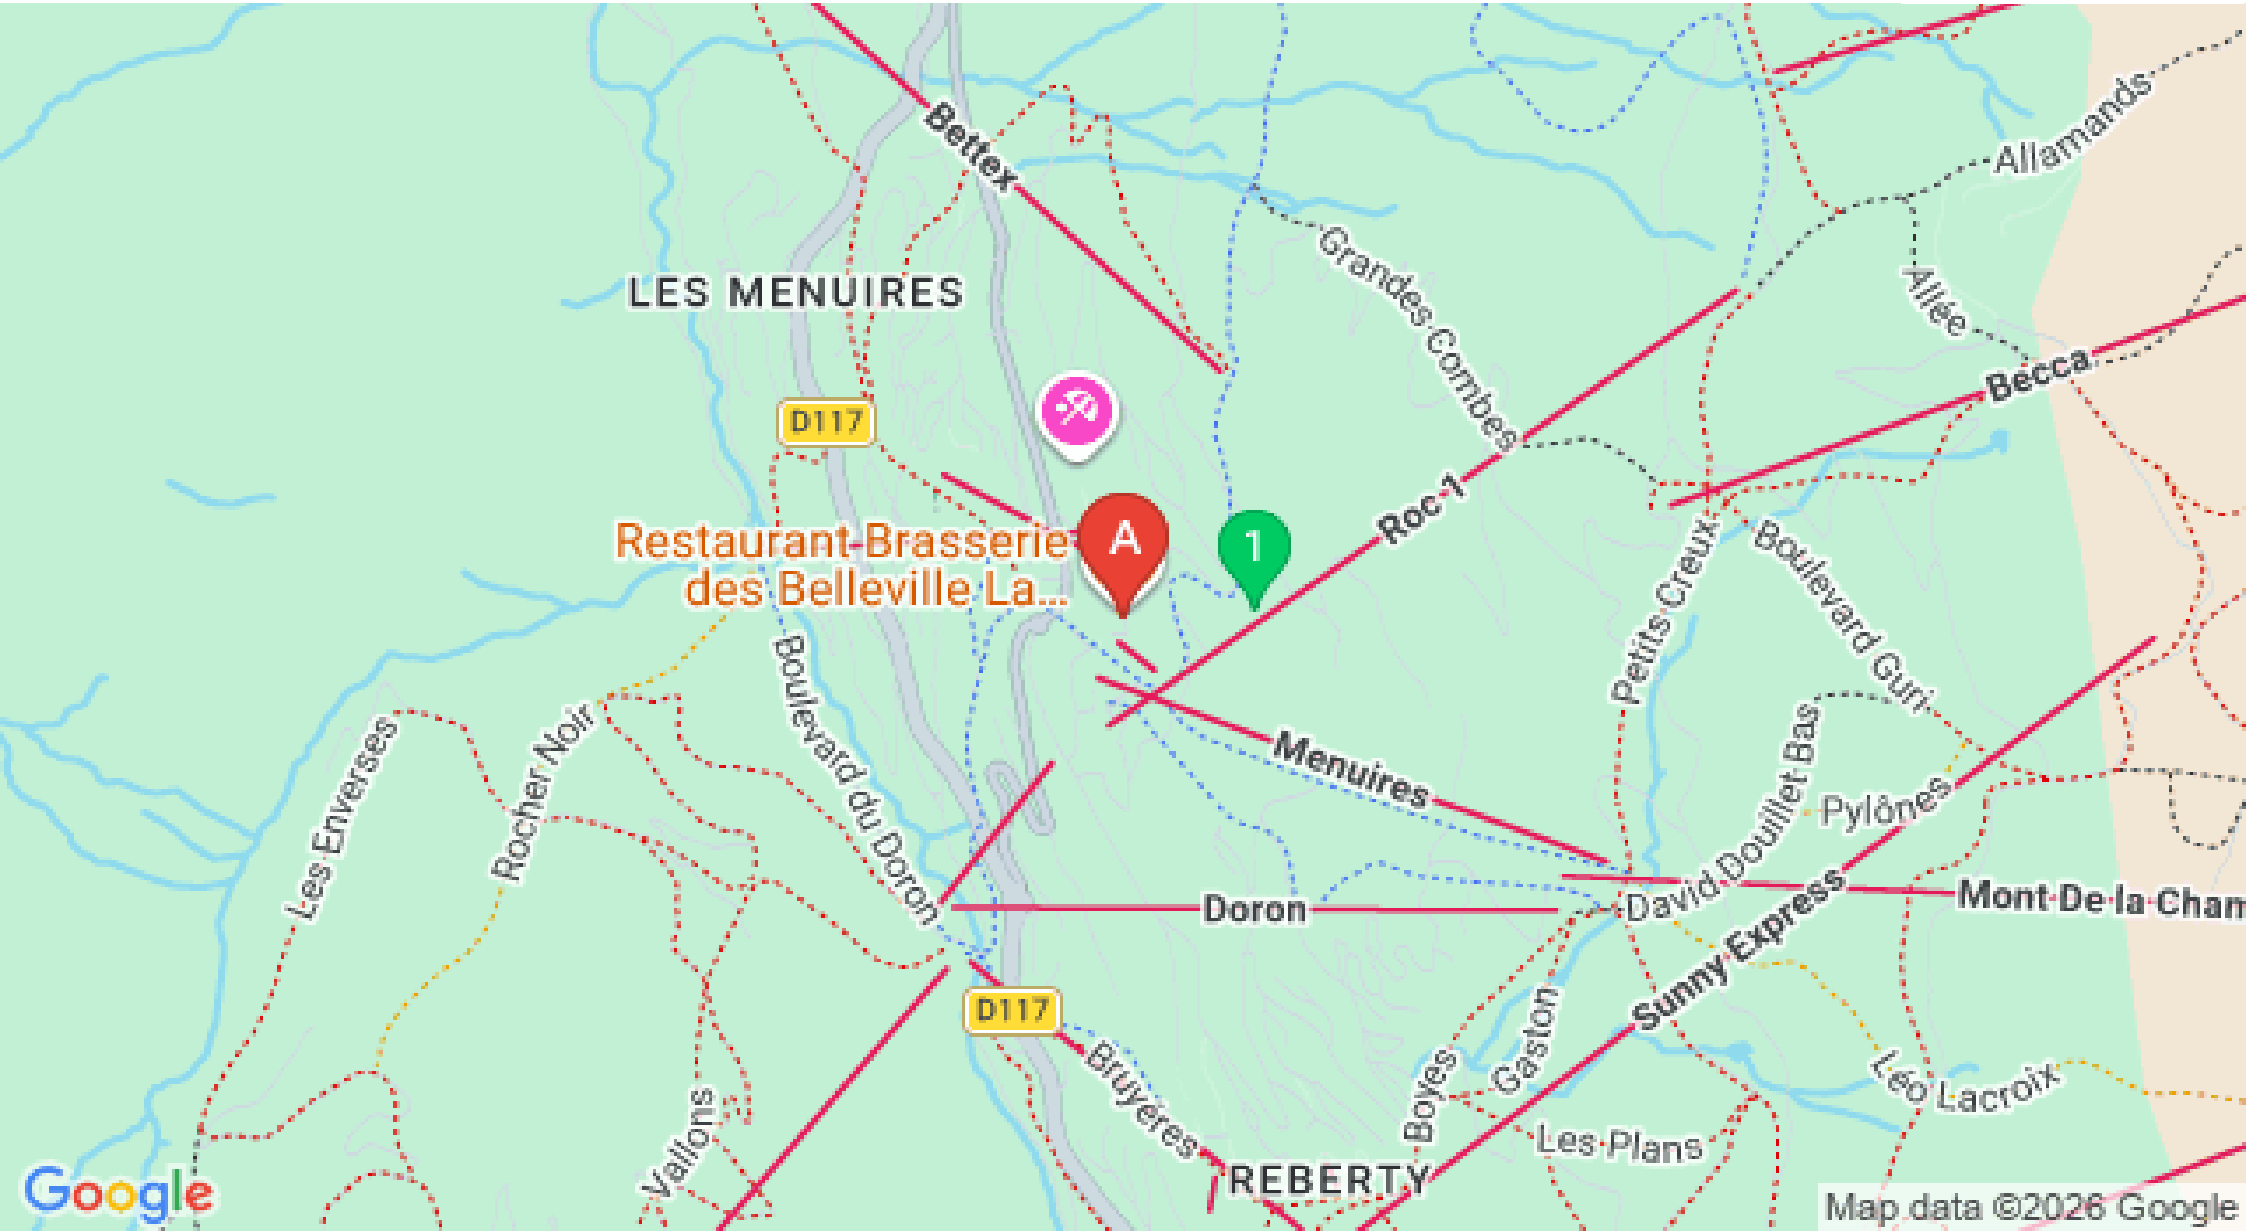 Allamands
Bettex
Grandes Combes
Allée
LES MENUIRES
Becca
D117
Roc 1
A
1
Restaurant Brasserie
des Belleville La...
Petits Creux
Boulevard Guri
Boulevard du Doron
Rocher Noir
Les Enverses
Menuires
David Douillet Bas
Pylônes
Doron
Mont De la Cham
Sunny Express
D117
Bruyères
Gaston
Boyes
Léo Lacroix
Les Plans
Vallons
REBERTY
Google
Map data ©2026 Google